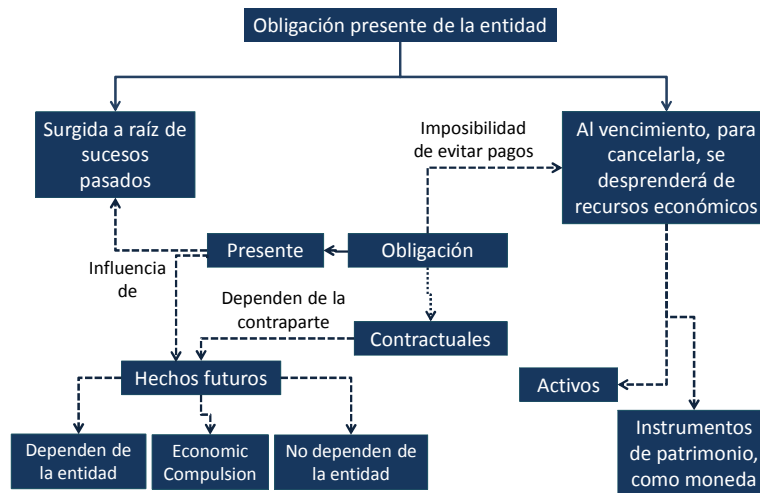 Obligación presente de la entidad
Surgida a raíz de
sucesos
pasados
Imposibilidad
de evitar pagos
Al vencimiento, para
cancelarla, se
desprenderá de
recursos económicos
Presente
Obligación
Influencia
de
Dependen de la
contraparte
Contractuales
Hechos futuros
Activos
Dependen de
la entidad
Economic
Compulsion
No dependen de
la entidad
Instrumentos
de patrimonio,
como moneda